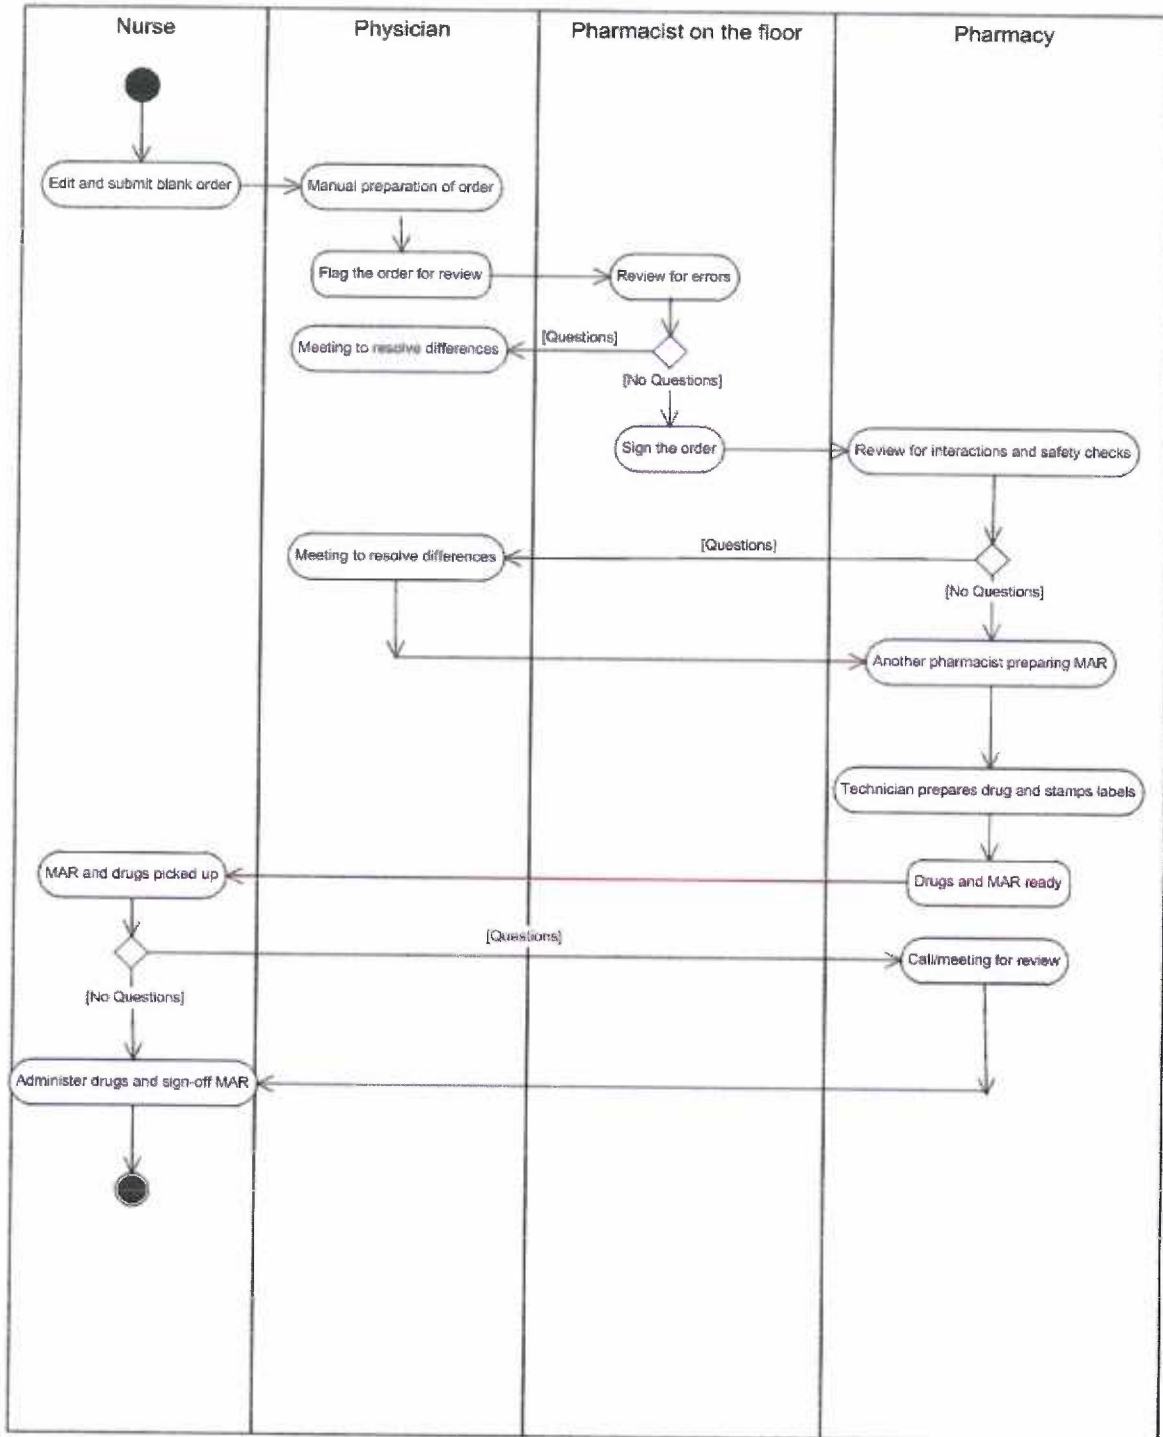 Nurse
Physician
Pharmacist on the floor
Pharmacy
Edit and submit blank order
Manual preparation of order
Flag the order for review
Review for errors
[Questions]
Meeting to resolve differences
[No Questions]
Sign the order
Review for interactions and safety checks
[Questions]
Meeting to resolve differences
[No Questions]
Another pharmacist preparing MAR
Technician prepares drug and stamps labels
MAR and drugs picked up
Drugs and MAR ready
[Questions]
Call/meeting for review
[No Questions]
Administer drugs and sign-off MAR